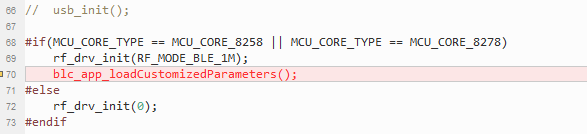 66 //  usb_init();
67
68 #if(MCU_CORE_TYPE == MCU_CORE_8258 || MCU_CORE_TYPE == MCU_CORE_8278)
69     rf_drv_init(RF_MODE_BLE_1M);
70     blc_app_loadCustomizedParameters();
71 #else
72     rf_drv_init(0);
73 #endif